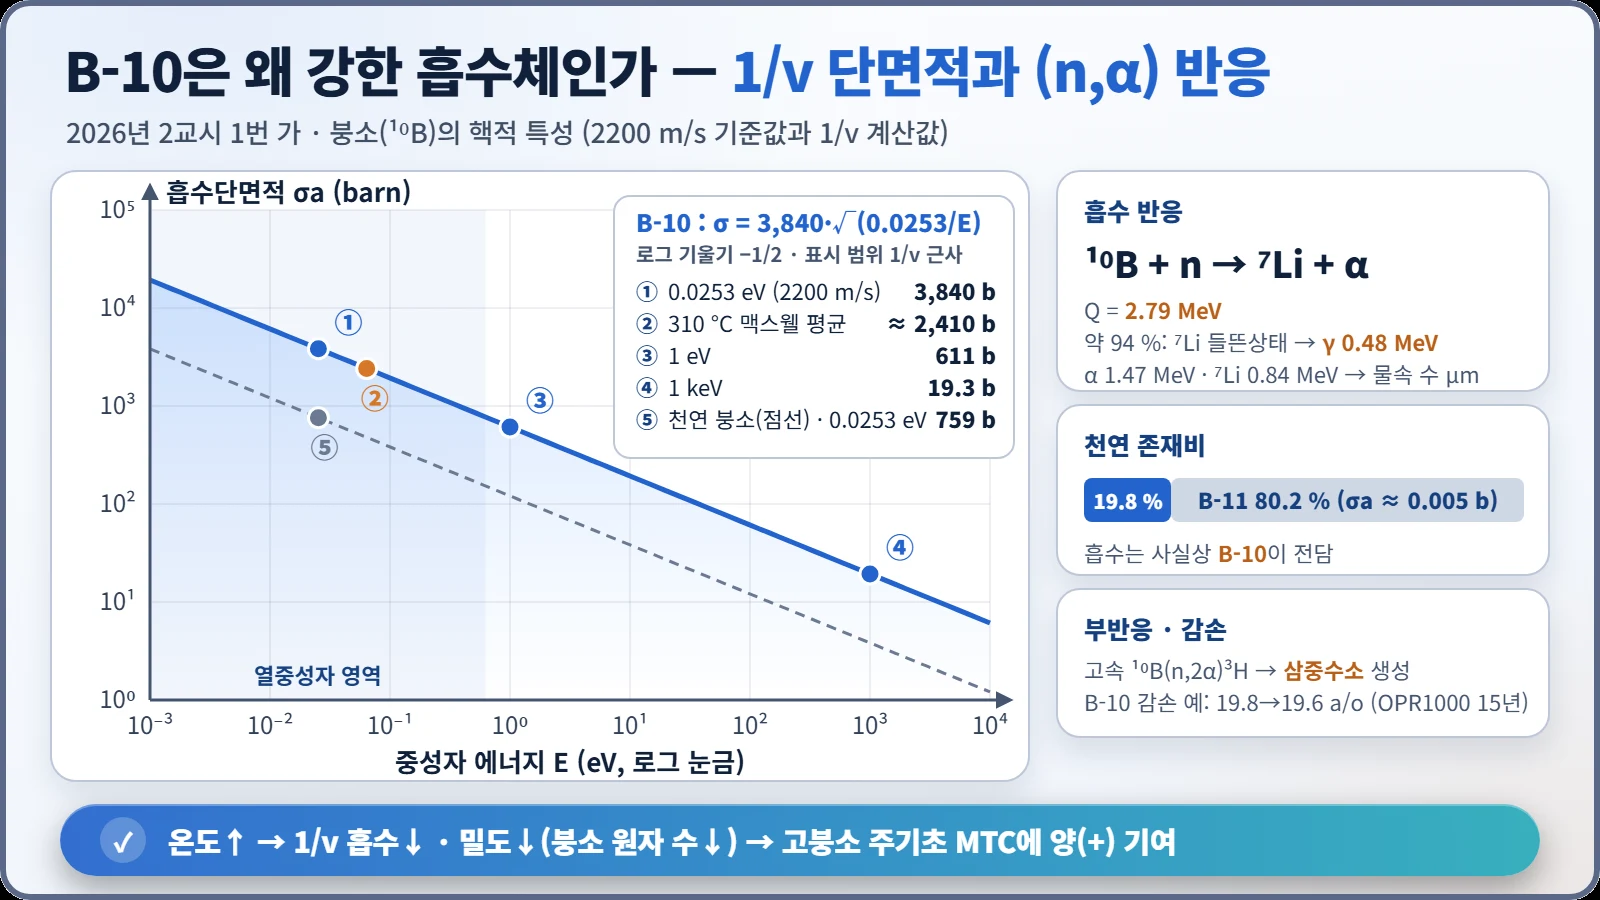 B-10은 왜 강한 흡수체인가 — 1/v 단면적과 (n,α) 반응
2026년 2교시 1번 가 · 붕소(¹⁰B)의 핵적 특성 (2200 m/s 기준값과 1/v 계산값)
흡수단면적 σa (barn)
10⁵
10⁴
10³
10²
10¹
10⁰
10⁻³
10⁻²
10⁻¹
10⁰
10¹
10²
10³
10⁴
중성자 에너지 E (eV, 로그 눈금)
열중성자 영역
①
②
③
④
⑤
B-10 : σ = 3,840·√(0.0253/E)
로그 기울기 −1/2 · 표시 범위 1/v 근사
① 0.0253 eV (2200 m/s) 3,840 b
② 310 °C 맥스웰 평균 ≈ 2,410 b
③ 1 eV 611 b
④ 1 keV 19.3 b
⑤ 천연 붕소(점선) · 0.0253 eV 759 b
흡수 반응
¹⁰B + n → ⁷Li + α
Q = 2.79 MeV
약 94 %: ⁷Li 들뜬상태 → γ 0.48 MeV
α 1.47 MeV · ⁷Li 0.84 MeV → 물속 수 μm
천연 존재비
19.8 % B-11 80.2 % (σa ≈ 0.005 b)
흡수는 사실상 B-10이 전담
부반응 · 감손
고속 ¹⁰B(n,2α)³H → 삼중수소 생성
B-10 감손 예: 19.8→19.6 a/o (OPR1000 15년)
✓ 온도↑ → 1/v 흡수↓ · 밀도↓(붕소 원자 수↓) → 고붕소 주기초 MTC에 양(+) 기여